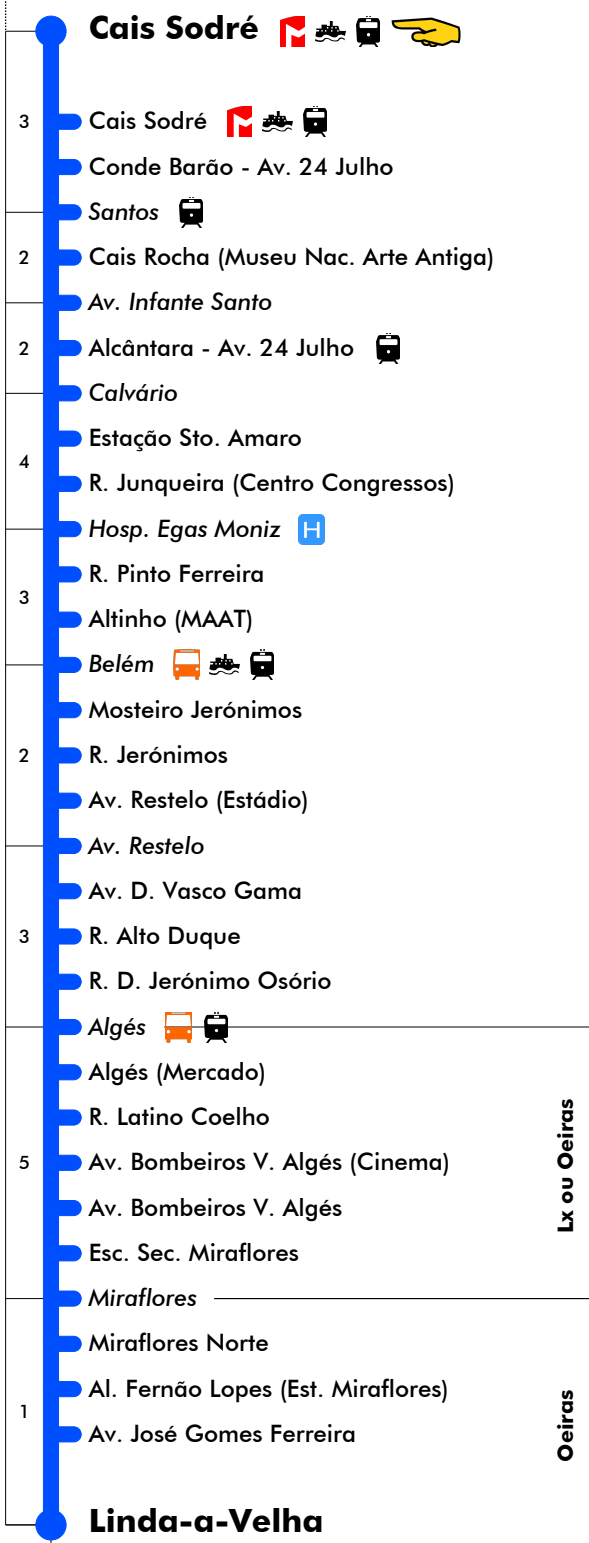 Cais Sodré
3
Cais Sodré
Conde Barão - Av. 24 Julho
Santos
2
Cais Rocha (Museu Nac. Arte Antiga)
Av. Infante Santo
2
Alcântara - Av. 24 Julho
Calvário
Estação Sto. Amaro
4
R. Junqueira (Centro Congressos)
Hosp. Egas Moniz H
R. Pinto Ferreira
3
Altinho (MAAT)
Belém
Mosteiro Jerónimos
2
R. Jerónimos
Av. Restelo (Estádio)
Av. Restelo
Av. D. Vasco Gama
3
R. Alto Duque
R. D. Jerónimo Osório
Algés
Algés (Mercado)
R. Latino Coelho
5
Av. Bombeiros V. Algés (Cinema)
Lx ou Oeiras
Av. Bombeiros V. Algés
Esc. Sec. Miraflores
Miraflores
Miraflores Norte
Al. Fernão Lopes (Est. Miraflores)
1
Oeiras
Av. José Gomes Ferreira
Linda-a-Velha